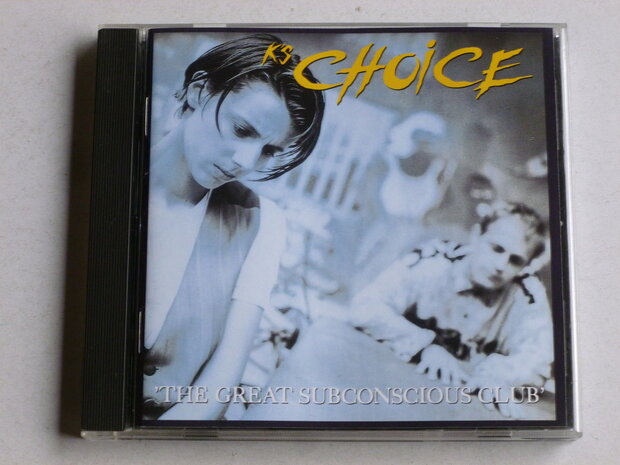 K'S CHOICE
'THE GREAT SUBCONSCIOUS CLUB'